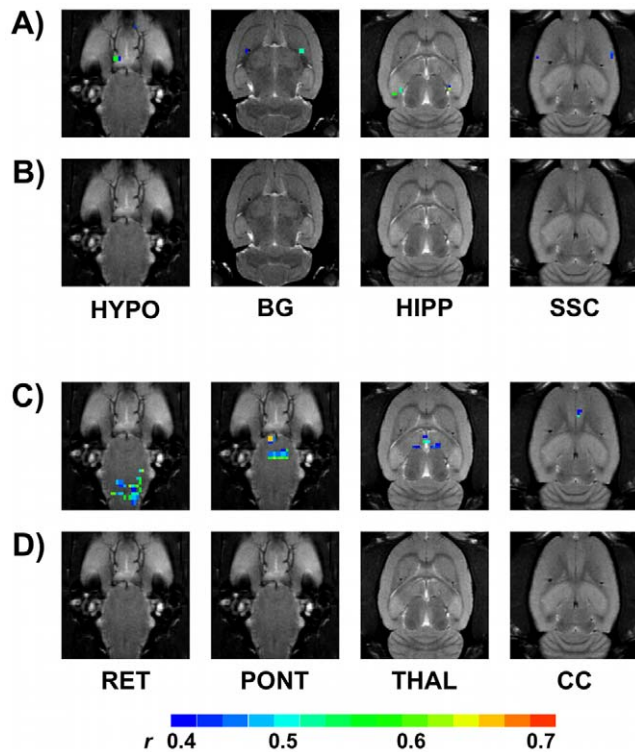 A)
B)
HYPO BG HIPP SSC
C)
D)
RET PONT THAL CC
r 0.4 0.5 0.6 0.7